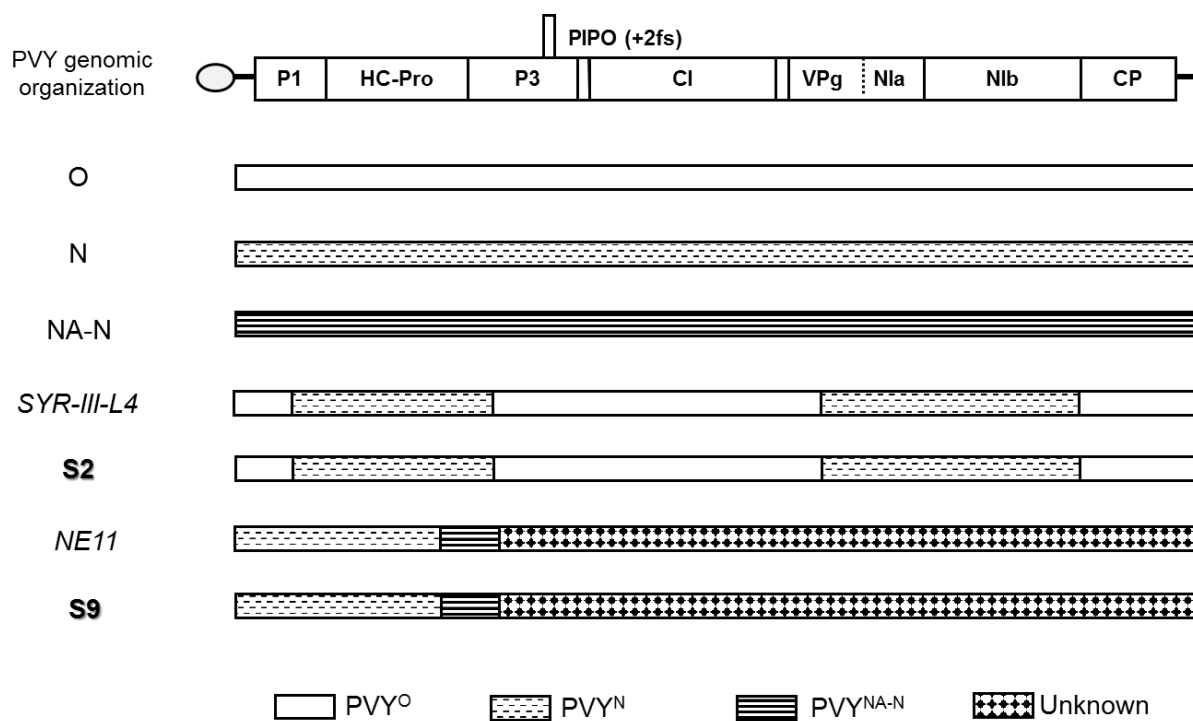 PIPO (+2fs)
PVY genomic
organization
P1 HC-Pro P3 CI VPg NIa NIb CP
O
N
NA-N
SYR-III-L4
S2
NE11
S9
PVYᴼ PVYᴺ PVYᴺᴬ⁻ᴺ Unknown